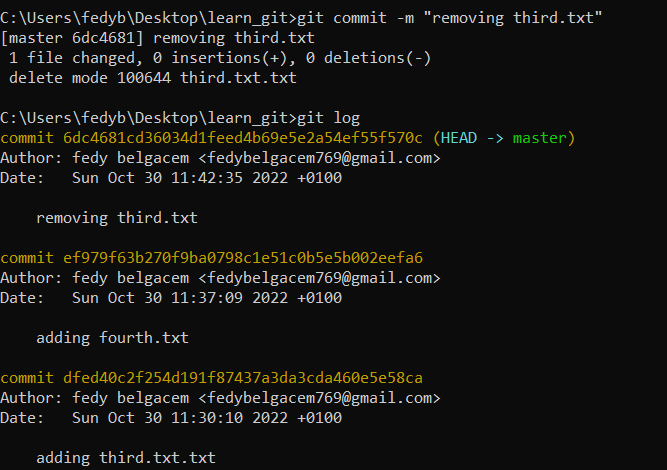 C:\Users\fedyb\Desktop\learn_git>git commit -m "removing third.txt"
[master 6dc4681] removing third.txt
 1 file changed, 0 insertions(+), 0 deletions(-)
 delete mode 100644 third.txt.txt
C:\Users\fedyb\Desktop\learn_git>git log
commit 6dc4681cd36034d1feed4b69e5e2a54ef55f570c (HEAD -> master)
Author: fedy belgacem <fedybelgacem769@gmail.com>
Date:   Sun Oct 30 11:42:35 2022 +0100
    removing third.txt
commit ef979f63b270f9ba0798c1e51c0b5e5b002eefa6
Author: fedy belgacem <fedybelgacem769@gmail.com>
Date:   Sun Oct 30 11:37:09 2022 +0100
    adding fourth.txt
commit dfed40c2f254d191f87437a3da3cda460e5e58ca
Author: fedy belgacem <fedybelgacem769@gmail.com>
Date:   Sun Oct 30 11:30:10 2022 +0100
    adding third.txt.txt